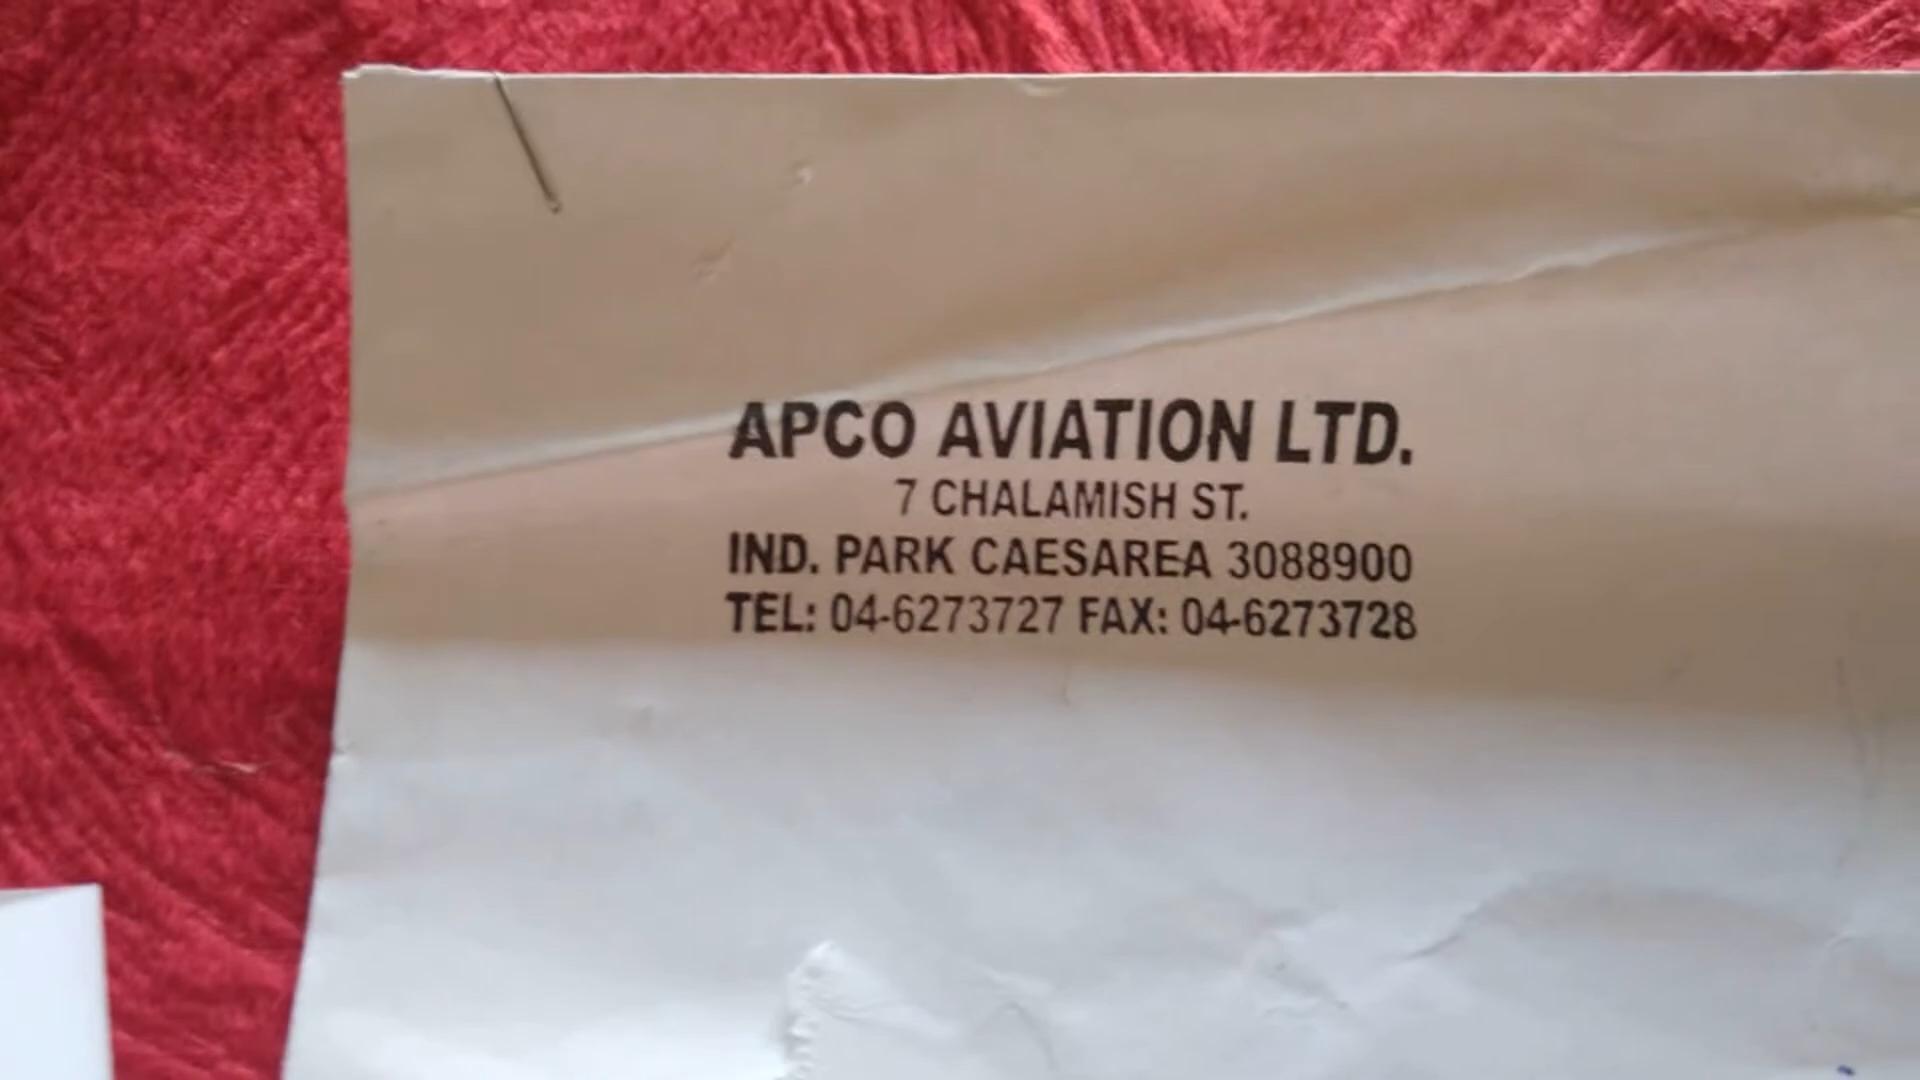 APCO AVIATION LTD.
7 CHALAMISH ST.
IND. PARK CAESAREA 3088900
TEL: 04-6273727 FAX: 04-6273728